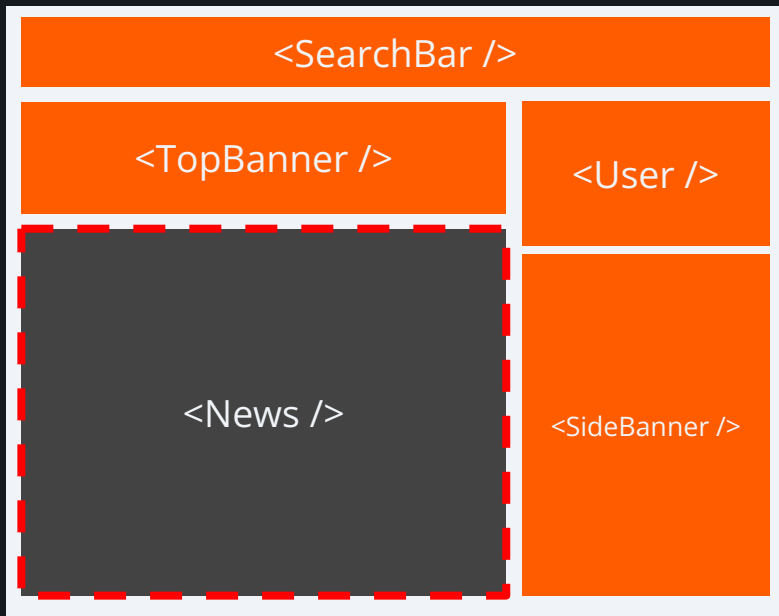 <SearchBar />
<TopBanner />
<User />
<News />
<SideBanner />